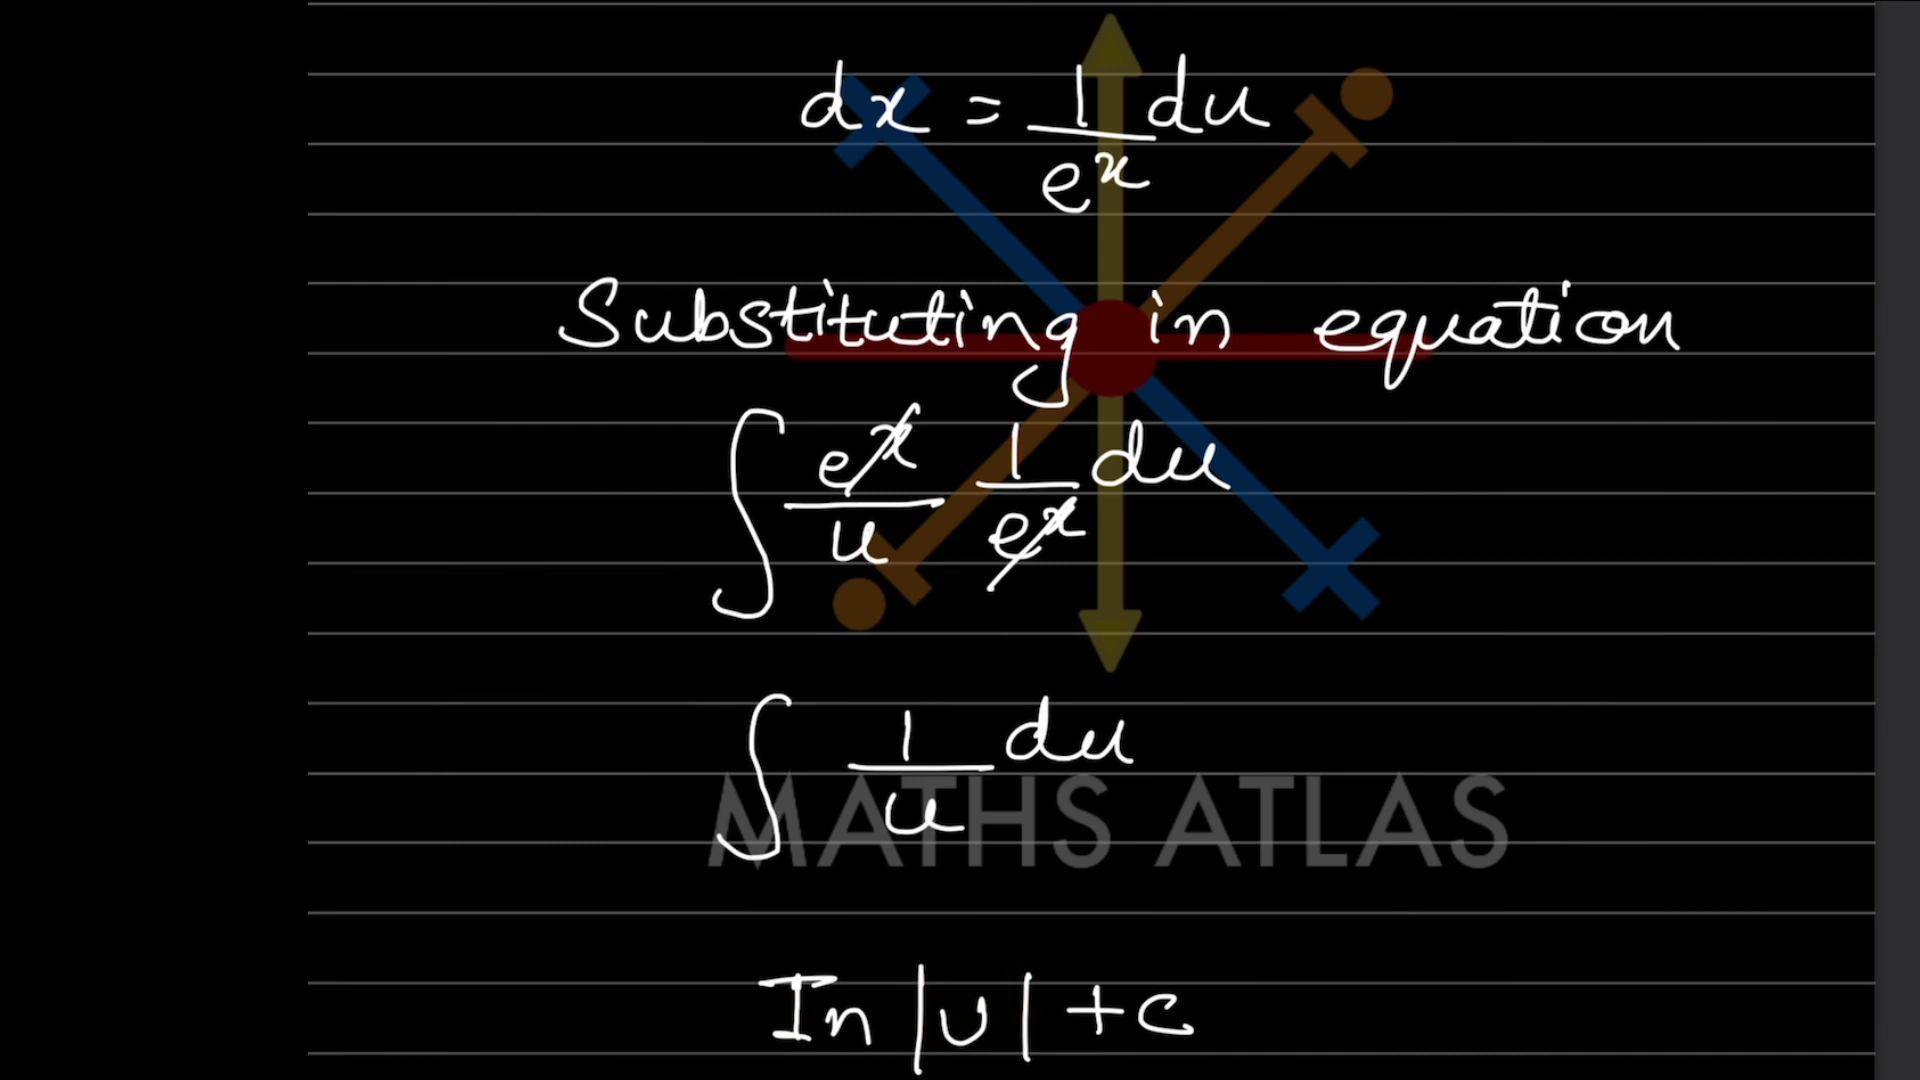 dx = 1/e^x du
Substituting in equation
∫ e^x/u 1/e^x du
∫ 1/u du
MATHS ATLAS
In |u| + c